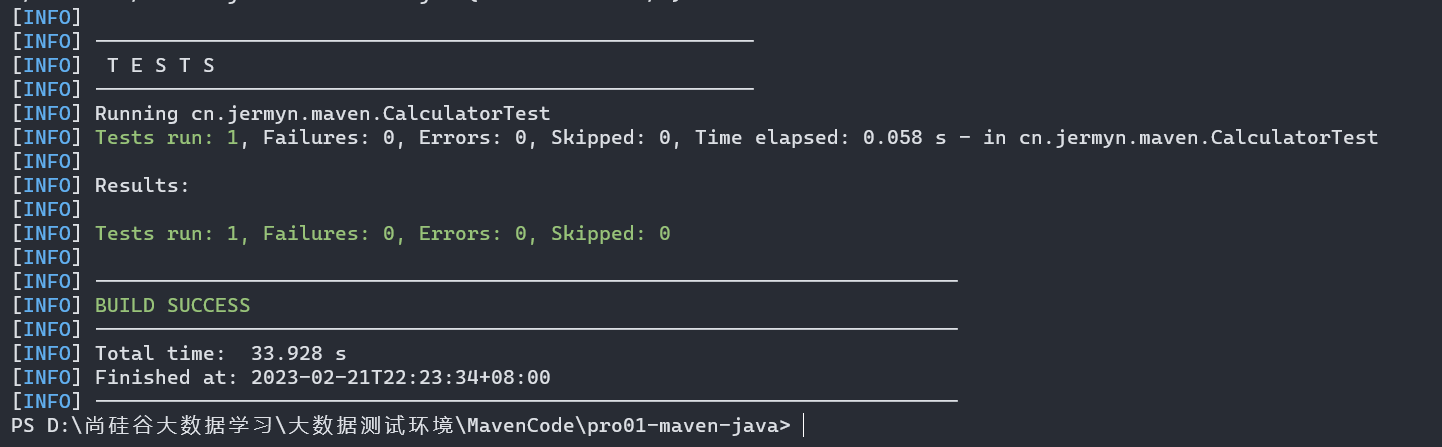 [INFO]
[INFO] -------------------------------------------------------
[INFO]  T E S T S
[INFO] -------------------------------------------------------
[INFO] Running cn.jermyn.maven.CalculatorTest
[INFO] Tests run: 1, Failures: 0, Errors: 0, Skipped: 0, Time elapsed: 0.058 s - in cn.jermyn.maven.CalculatorTest
[INFO]
[INFO] Results:
[INFO]
[INFO] Tests run: 1, Failures: 0, Errors: 0, Skipped: 0
[INFO]
[INFO] ------------------------------------------------------------------------
[INFO] BUILD SUCCESS
[INFO] ------------------------------------------------------------------------
[INFO] Total time:  33.928 s
[INFO] Finished at: 2023-02-21T22:23:34+08:00
[INFO] ------------------------------------------------------------------------
PS D:\尚硅谷大数据学习\大数据测试环境\MavenCode\pro01-maven-java>